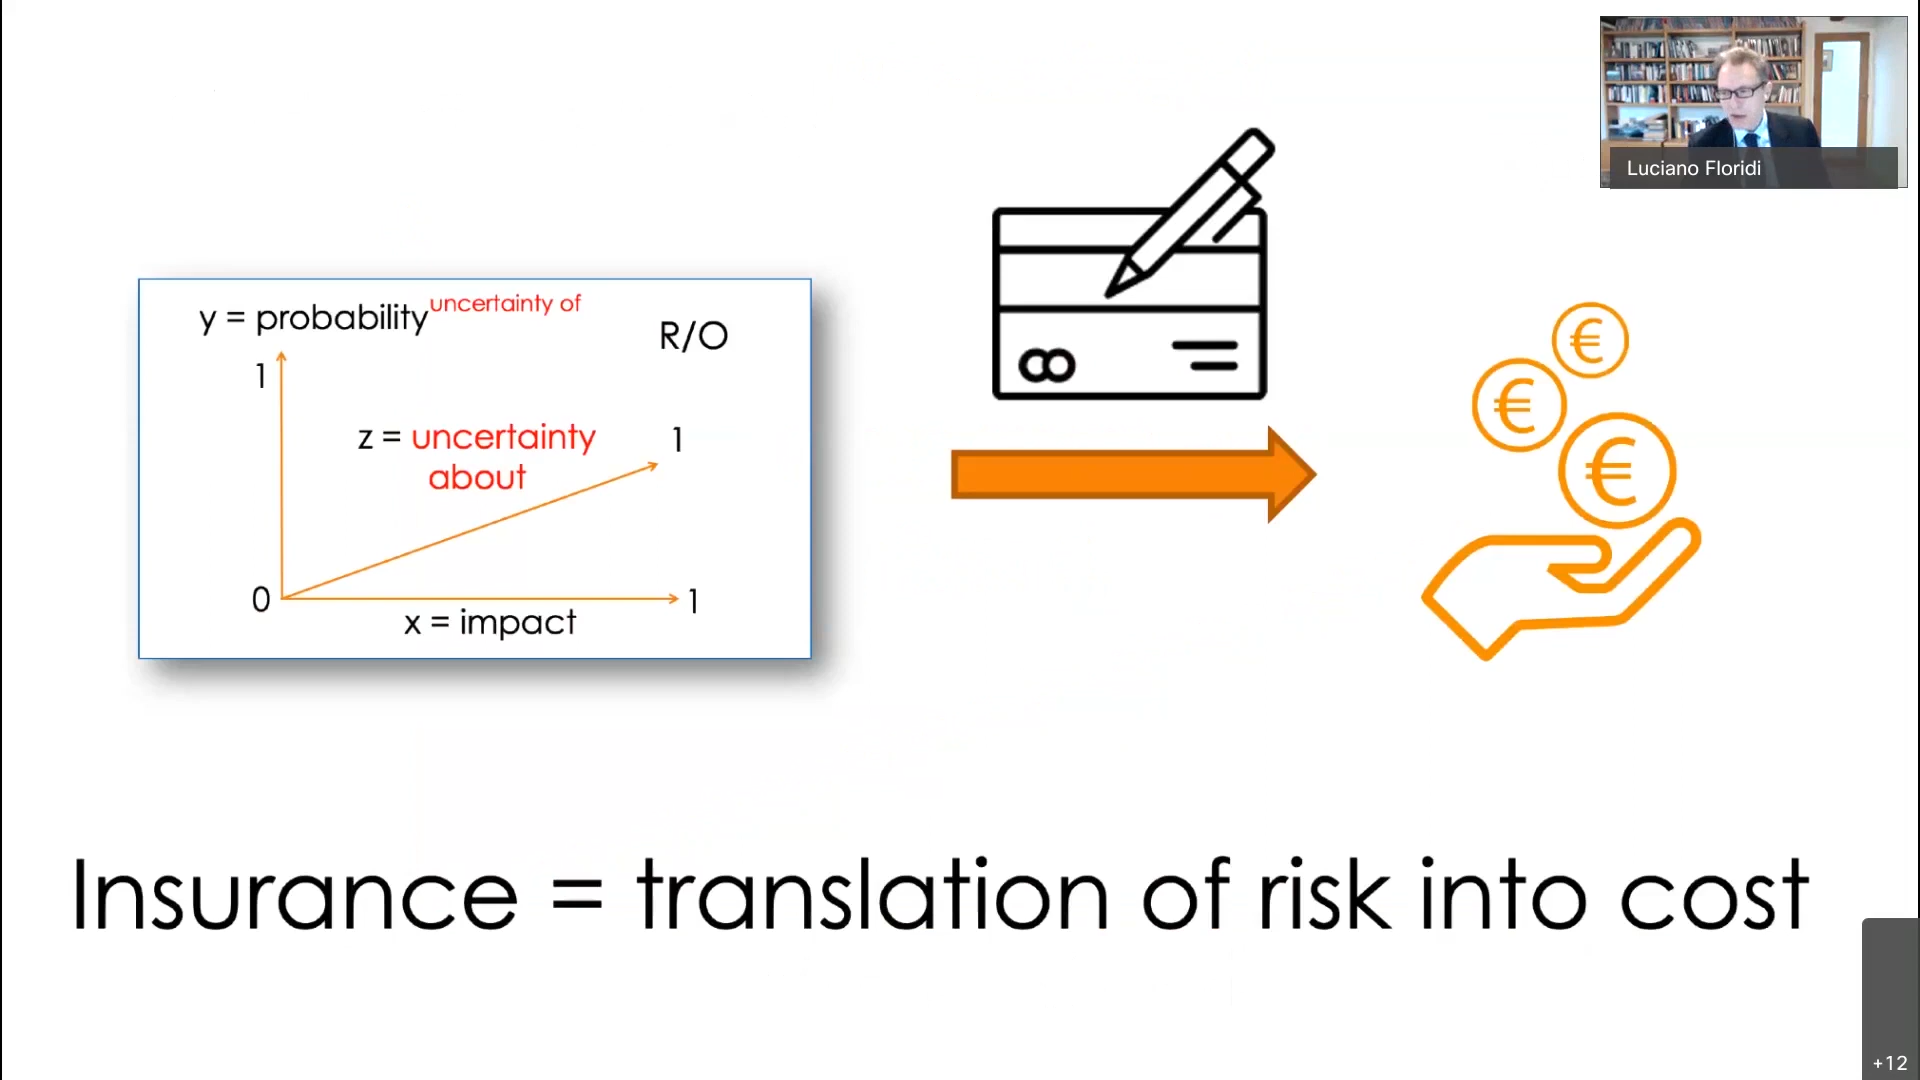 Luciano Floridi
y = probability uncertainty of
R/O
1
z = uncertainty
about
1
0
1
x = impact
€
€
€
Insurance = translation of risk into cost
+12